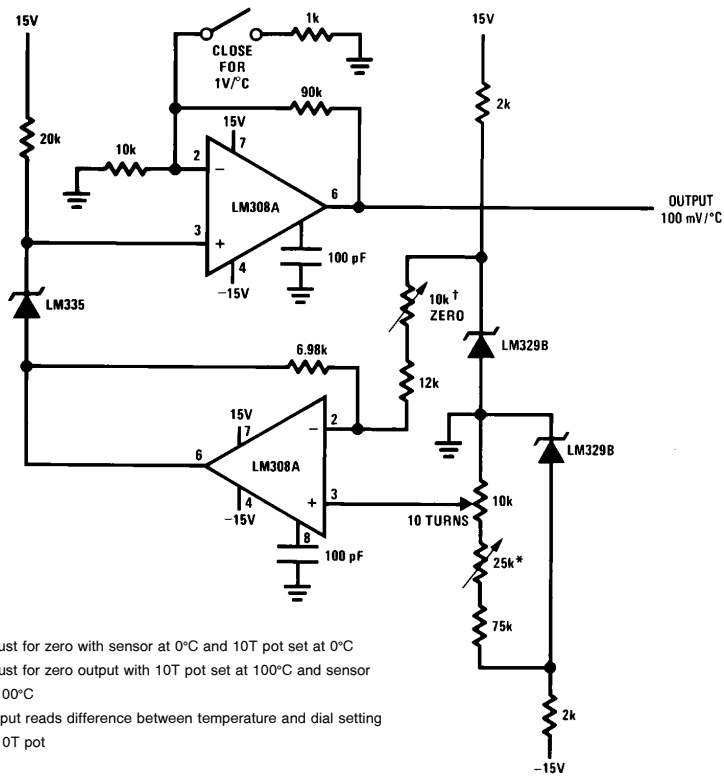 15V
15V
1k
CLOSE
FOR
1V/°C
2k
90k
20k
15V
7
10k
2
−
LM308A
6
OUTPUT
100 mV/°C
3
+
4
100 pF
−15V
10k†
ZERO
LM335
LM329B
6.98k
12k
15V
2
7
−
LM329B
6
LM308A
3
+
10k
4
10 TURNS
−15V
8
100 pF
25k*
75k
ust for zero with sensor at 0°C and 10T pot set at 0°C
ust for zero output with 10T pot set at 100°C and sensor
00°C
put reads difference between temperature and dial setting
0T pot
2k
−15V